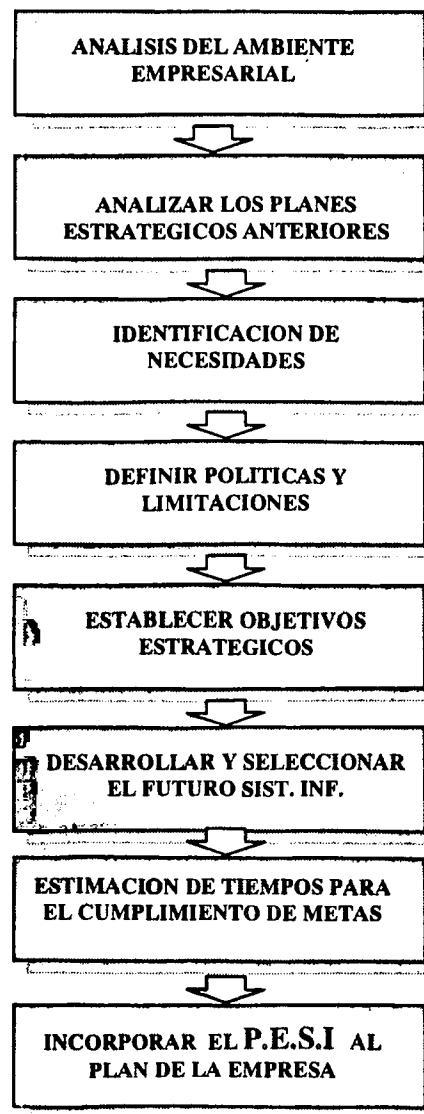 ANALISIS DEL AMBIENTE
EMPRESARIAL
ANALIZAR LOS PLANES
ESTRATEGICOS ANTERIORES
IDENTIFICACION DE
NECESIDADES
DEFINIR POLITICAS Y
LIMITACIONES
ESTABLECER OBJETIVOS
ESTRATEGICOS
DESARROLLAR Y SELECCIONAR
EL FUTURO SIST. INF.
ESTIMACION DE TIEMPOS PARA
EL CUMPLIMIENTO DE METAS
INCORPORAR EL P.E.S.I AL
PLAN DE LA EMPRESA